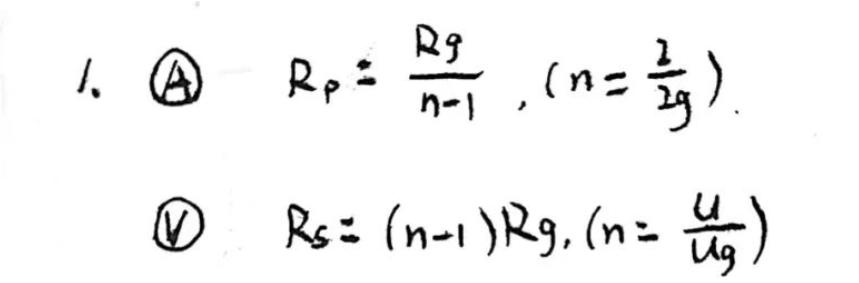 1. Ⓐ Rp = Rg/(n-1), (n = I/Ig).
Ⓥ Rs = (n-1)Rg, (n = U/Ug)